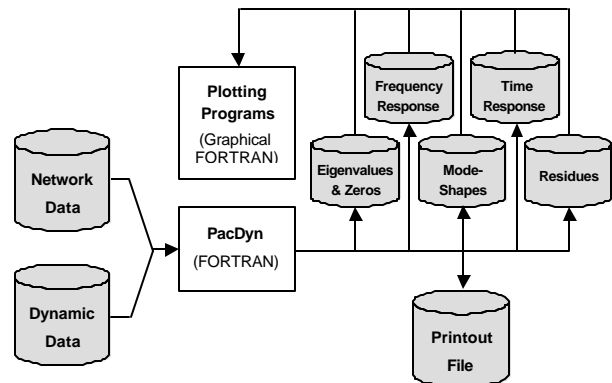 Plotting
Programs
(Graphical
FORTRAN)
Frequency
Response
Time
Response
Eigenvalues
& Zeros
Mode-
Shapes
Residues
Network
Data
PacDyn
(FORTRAN)
Dynamic
Data
Printout
File